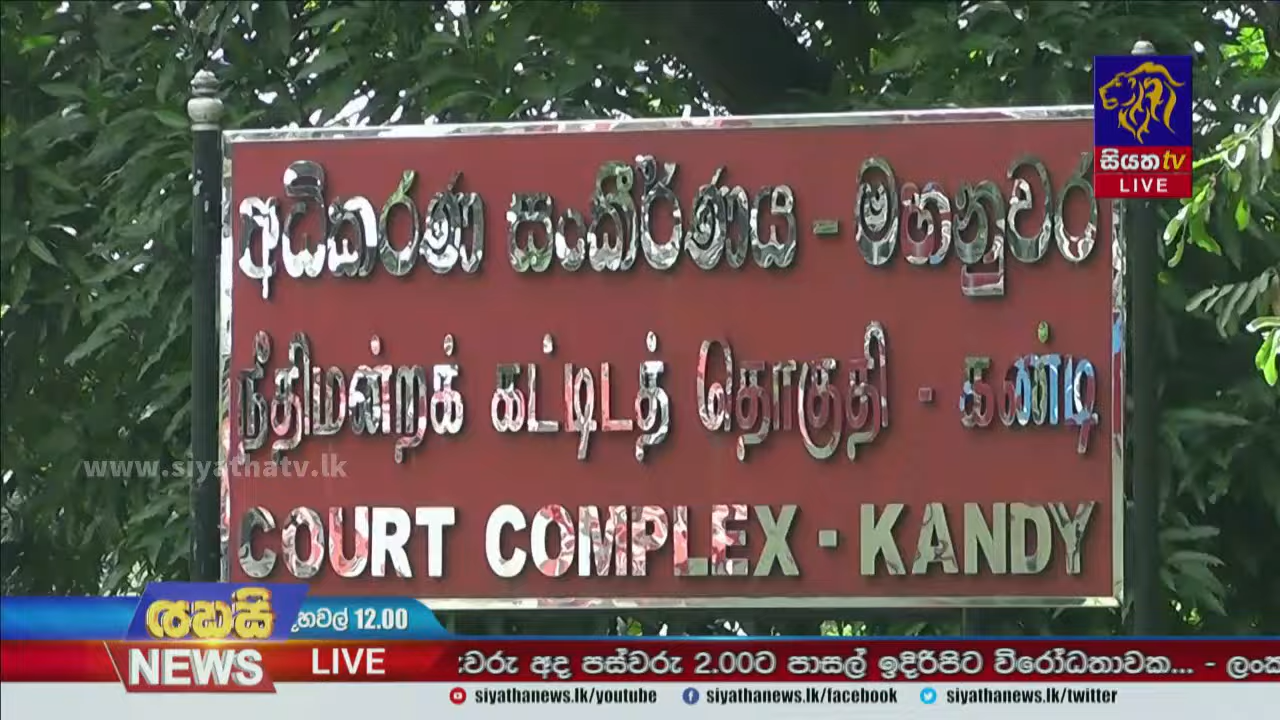 සියත tv
LIVE
අධිකරණ සංකීර්ණය - මහනුවර
நீதிமன்றக் கட்டிடத் தொகுதி - கண்டி
www.siyathatv.lk
COURT COMPLEX - KANDY
12.00
NEWS
LIVE
අද පස්වරු 2.00ට පාසල් ඉදිරිපිට විරෝධතාවක... -
siyathanews.lk/youtube
siyathanews.lk/facebook
siyathanews.lk/twitter